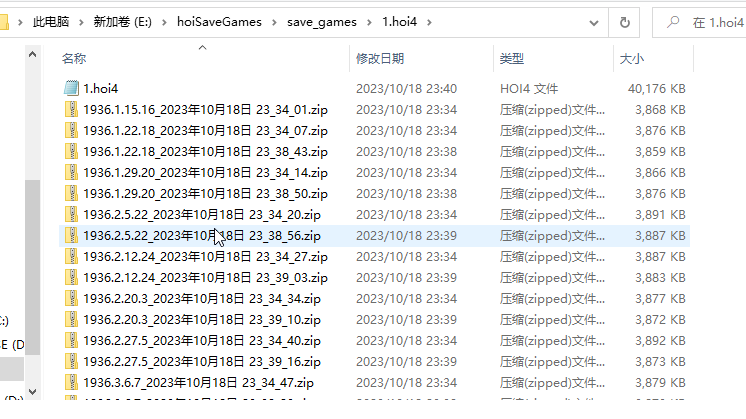 此电脑 > 新加卷 (E:) > hoiSaveGames > save_games > 1.hoi4 > 在 1.hoi4
名称 修改日期 类型 大小
1.hoi4 2023/10/18 23:40 HOI4 文件 40,176 KB
1936.1.15.16_2023年10月18日 23_34_01.zip 2023/10/18 23:34 压缩(zipped)文件... 3,868 KB
1936.1.22.18_2023年10月18日 23_34_07.zip 2023/10/18 23:34 压缩(zipped)文件... 3,876 KB
1936.1.22.18_2023年10月18日 23_38_43.zip 2023/10/18 23:38 压缩(zipped)文件... 3,859 KB
1936.1.29.20_2023年10月18日 23_34_14.zip 2023/10/18 23:34 压缩(zipped)文件... 3,866 KB
1936.1.29.20_2023年10月18日 23_38_50.zip 2023/10/18 23:38 压缩(zipped)文件... 3,876 KB
1936.2.5.22_2023年10月18日 23_34_20.zip 2023/10/18 23:34 压缩(zipped)文件... 3,891 KB
1936.2.5.22_2023年10月18日 23_38_56.zip 2023/10/18 23:39 压缩(zipped)文件... 3,887 KB
1936.2.12.24_2023年10月18日 23_34_27.zip 2023/10/18 23:34 压缩(zipped)文件... 3,887 KB
1936.2.12.24_2023年10月18日 23_39_03.zip 2023/10/18 23:39 压缩(zipped)文件... 3,883 KB
1936.2.20.3_2023年10月18日 23_34_34.zip 2023/10/18 23:34 压缩(zipped)文件... 3,877 KB
1936.2.20.3_2023年10月18日 23_39_10.zip 2023/10/18 23:39 压缩(zipped)文件... 3,872 KB
:)
1936.2.27.5_2023年10月18日 23_34_40.zip 2023/10/18 23:34 压缩(zipped)文件... 3,892 KB
SE (D
1936.2.27.5_2023年10月18日 23_39_16.zip 2023/10/18 23:39 压缩(zipped)文件... 3,873 KB
1936.3.6.7_2023年10月18日 23_34_47.zip 2023/10/18 23:34 压缩(zipped)文件... 3,879 KB